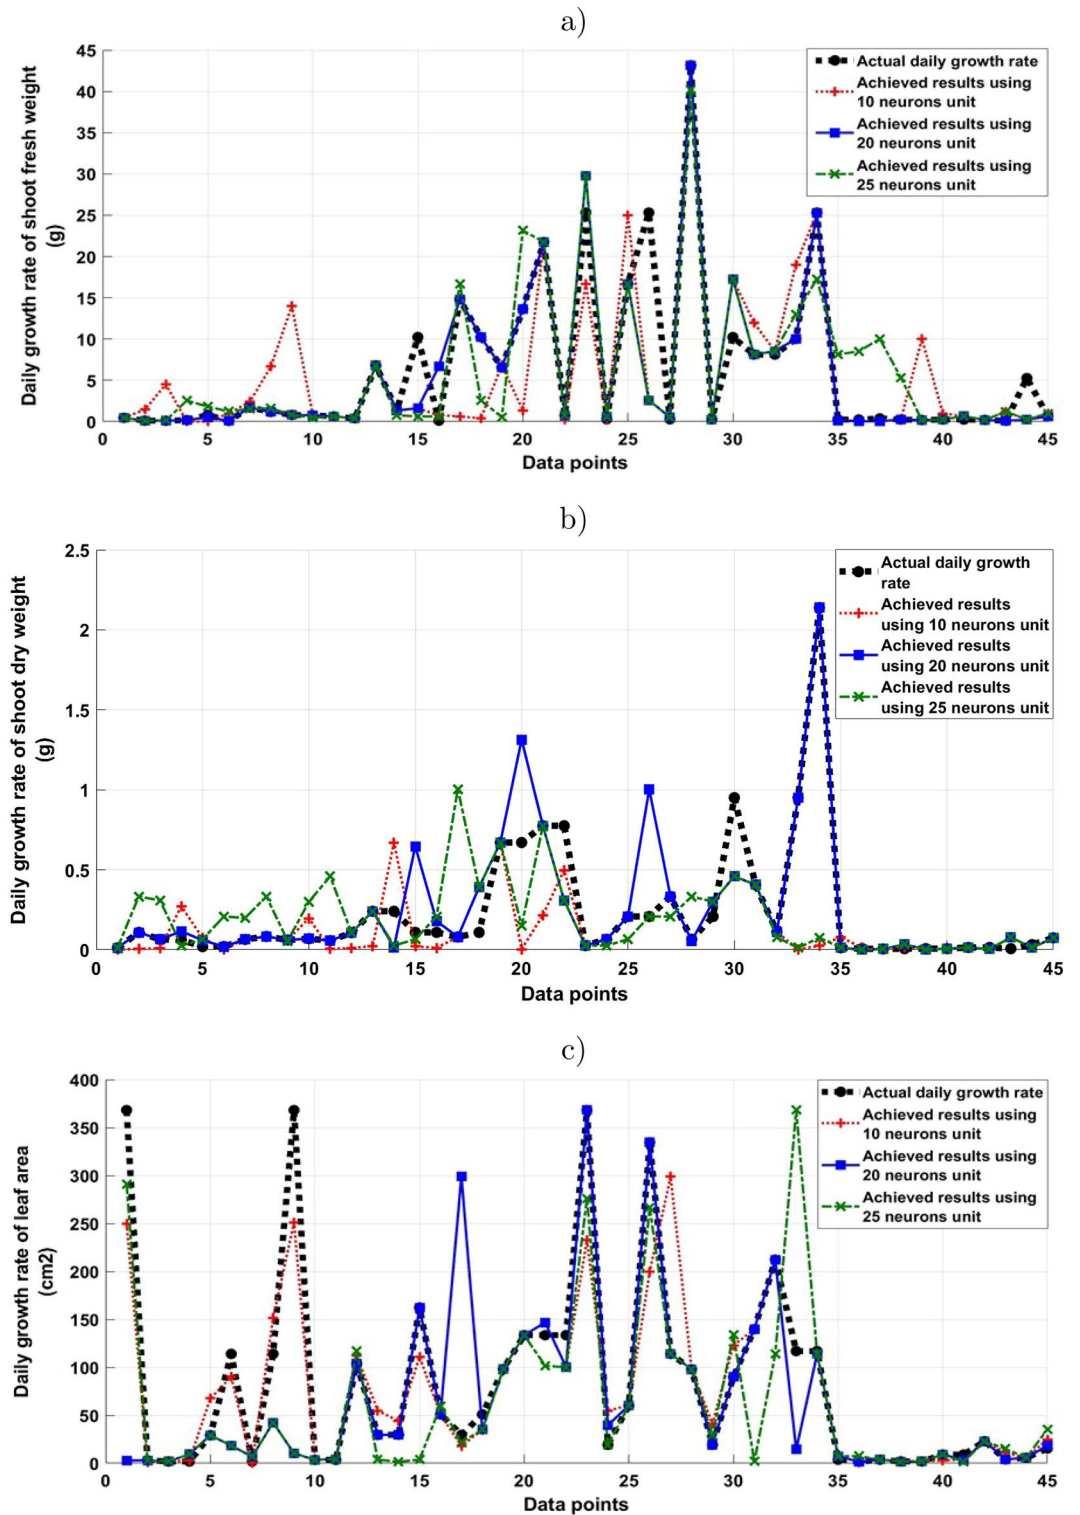 a)
Daily growth rate of shoot fresh weight
(g)
45
40
35
30
25
20
15
10
5
0
0
5
10
15
20
25
30
35
40
45
Data points
Actual daily growth rate
Achieved results using
10 neurons unit
Achieved results using
20 neurons unit
Achieved results using
25 neurons unit
b)
Daily growth rate of shoot dry weight
(g)
2.5
2
1.5
1
0.5
0
0
5
10
15
20
25
30
35
40
45
Data points
Actual daily growth
rate
Achieved results
using 10 neurons unit
Achieved results
using 20 neurons unit
Achieved results
using 25 neurons unit
c)
Daily growth rate of leaf area
(cm2)
400
350
300
250
200
150
100
50
0
0
5
10
15
20
25
30
35
40
45
Data points
Actual daily growth rate
Achieved results using
10 neurons unit
Achieved results using
20 neurons unit
Achieved results using
25 neurons unit